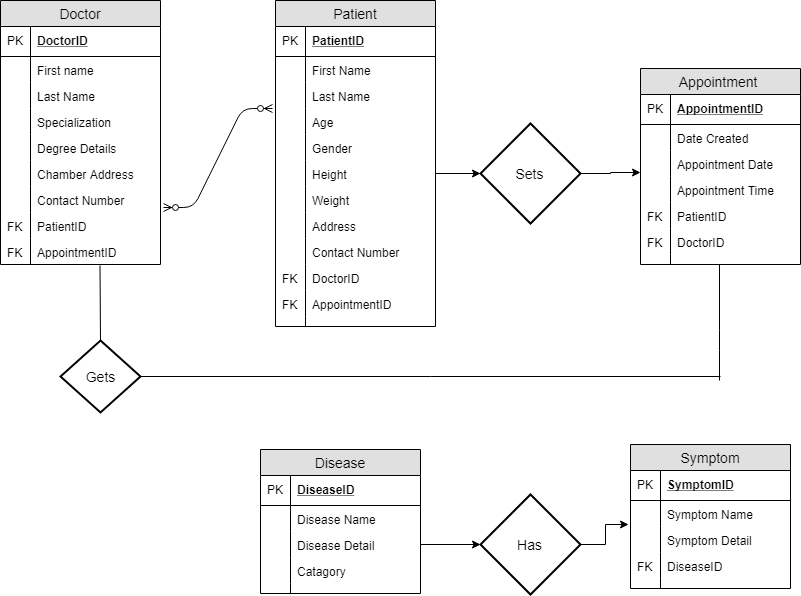 Doctor
PK DoctorID
First name
Last Name
Specialization
Degree Details
Chamber Address
Contact Number
FK PatientID
FK AppointmentID
Patient
PK PatientID
First Name
Last Name
Age
Gender
Height
Weight
Address
Contact Number
FK DoctorID
FK AppointmentID
Sets
Appointment
PK AppointmentID
Date Created
Appointment Date
Appointment Time
FK PatientID
FK DoctorID
Gets
Disease
PK DiseaseID
Disease Name
Disease Detail
Catagory
Has
Symptom
PK SymptomID
Symptom Name
Symptom Detail
FK DiseaseID